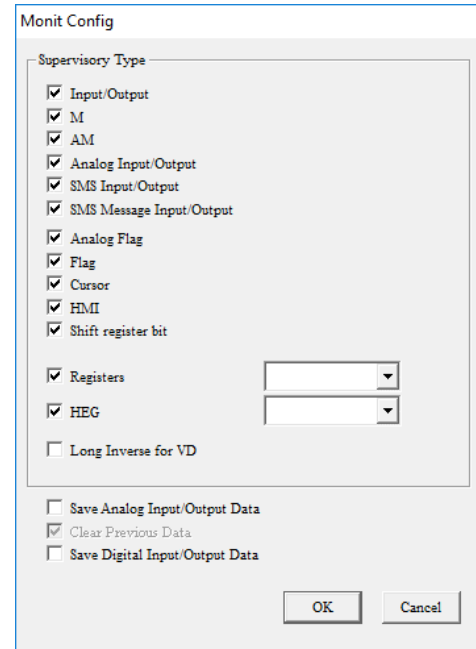 Monit Config
Supervisory Type
Input/Output
M
AM
Analog Input/Output
SMS Input/Output
SMS Message Input/Output
Analog Flag
Flag
Cursor
HMI
Shift register bit
Registers
HEG
Long Inverse for VD
Save Analog Input/Output Data
Clear Previous Data
Save Digital Input/Output Data
OK Cancel